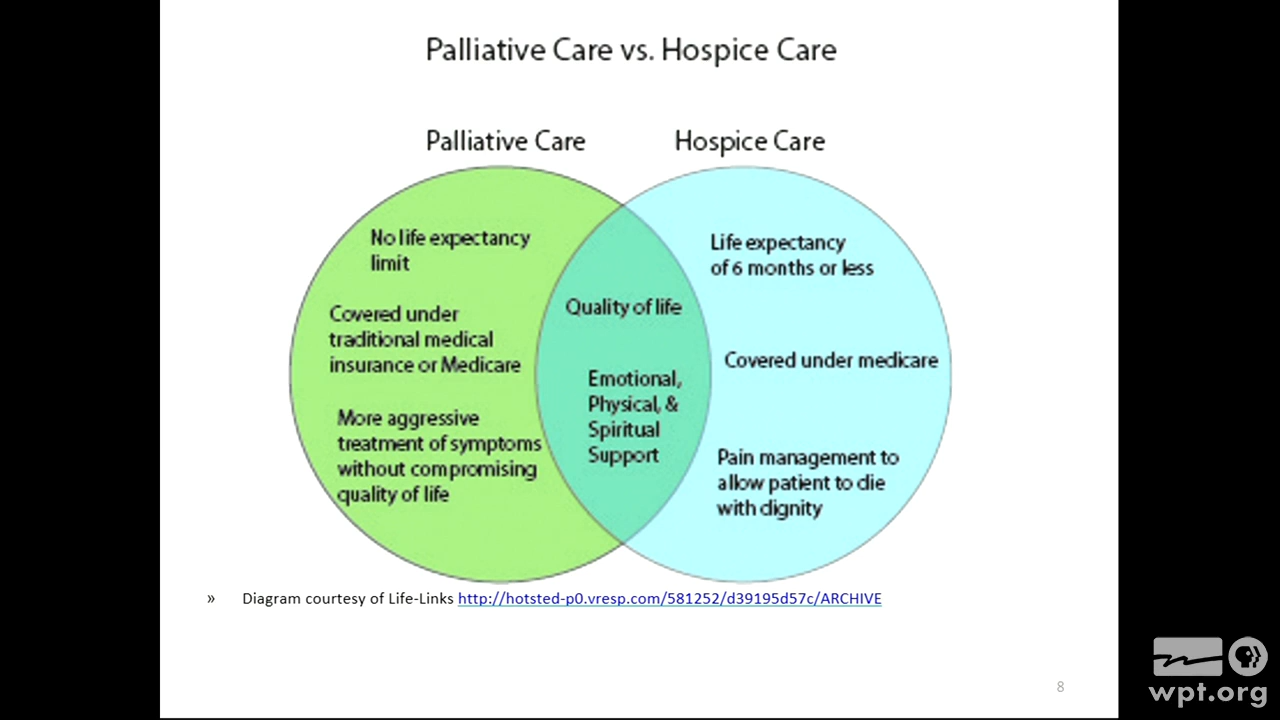 Palliative Care vs. Hospice Care
Palliative Care
Hospice Care
No life expectancy
limit
Covered under
traditional medical
insurance or Medicare
More aggressive
treatment of symptoms
without compromising
quality of life
Quality of life
Emotional,
Physical, &
Spiritual
Support
Life expectancy
of 6 months or less
Covered under medicare
Pain management to
allow patient to die
with dignity
» Diagram courtesy of Life-Links http://hotsted-p0.vresp.com/581252/d39195d57c/ARCHIVE
8
wpt.org